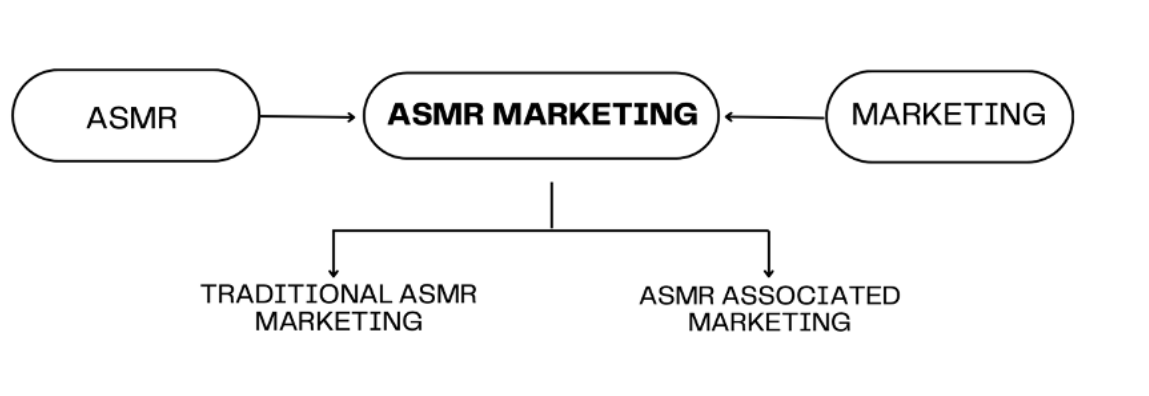 ASMR
ASMR MARKETING
MARKETING
TRADITIONAL ASMR
MARKETING
ASMR ASSOCIATED
MARKETING